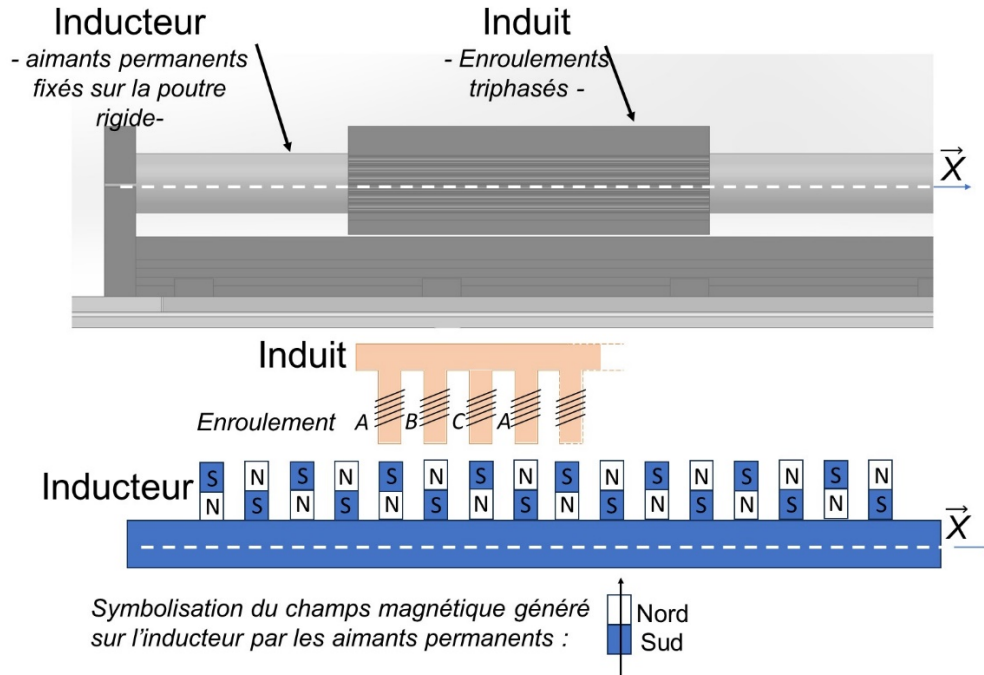 Inducteur
- aimants permanents
fixés sur la poutre
rigide-
Induit
- Enroulements
triphasés -
X
Induit
Enroulement A B C A
S N S N S N S N S N S N S N S N
Inducteur
N S N S N S N S N S N S N S N S
X
Symbolisation du champs magnétique généré
sur l'inducteur par les aimants permanents :
Nord
Sud